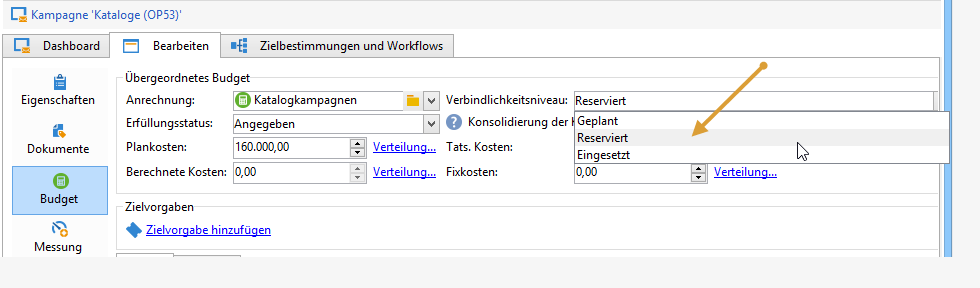 Kampagne 'Kataloge (OP53)'
Dashboard Bearbeiten Zielbestimmungen und Workflows
Eigenschaften
Dokumente
Budget
Messung
Übergeordnetes Budget
Anrechnung: Katalogkampagnen Verbindlichkeitsniveau: Reserviert
Erfüllungsstatus: Angegeben Konsolidierung der
Geplant
Reserviert
Eingesetzt
Plankosten: 160.000,00 Verteilung... Tats. Kosten:
Berechnete Kosten: 0,00 Verteilung... Fixkosten: 0,00 Verteilung...
Zielvorgaben
Zielvorgabe hinzufügen